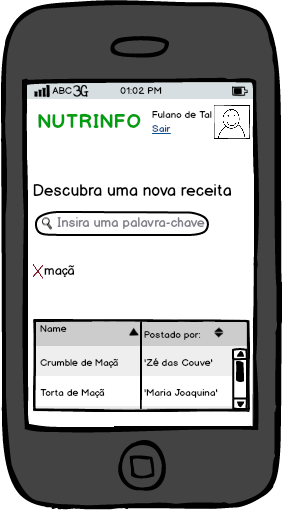 ABC 3G 01:02 PM
NUTRINFO
Fulano de Tal
Sair
Descubra uma nova receita
Insira uma palavra-chave
maçã
Name Postado por:
Crumble de Maçã 'Zé das Couve'
Torta de Maçã 'Maria Joaquina'